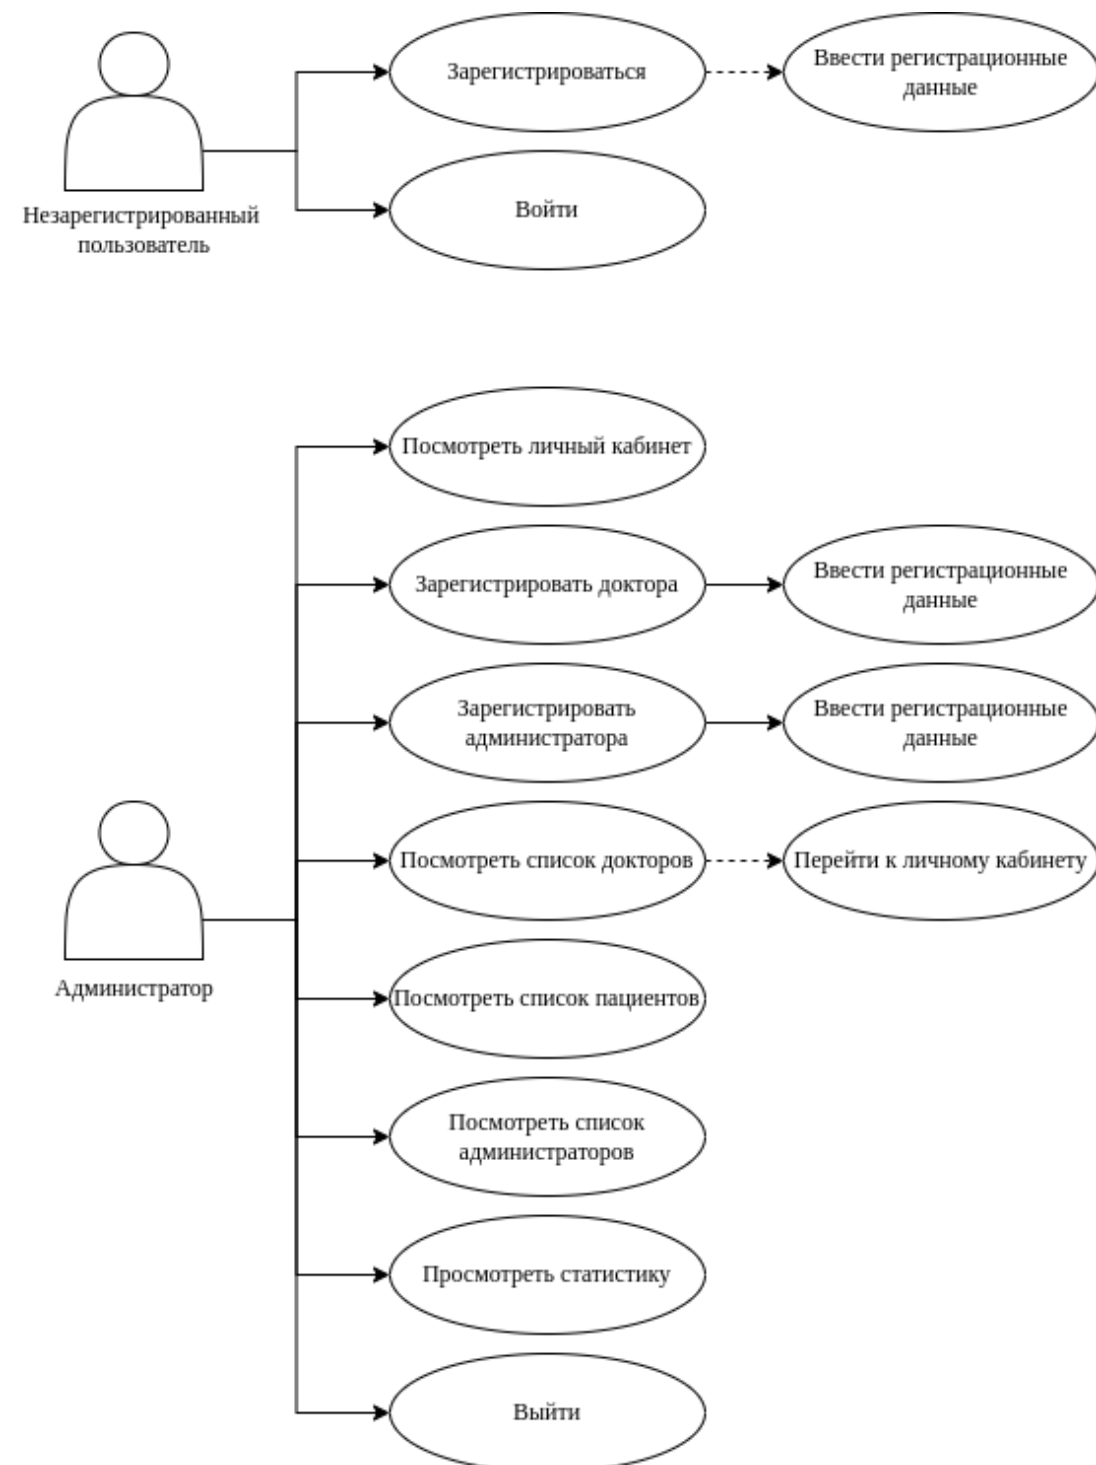 Зарегистрироваться
Ввести регистрационные
данные
Войти
Незарегистрированный
пользователь
Посмотреть личный кабинет
Зарегистрировать доктора
Ввести регистрационные
данные
Зарегистрировать
администратора
Ввести регистрационные
данные
Посмотреть список докторов
Перейти к личному кабинету
Администратор
Посмотреть список пациентов
Посмотреть список
администраторов
Просмотреть статистику
Выйти